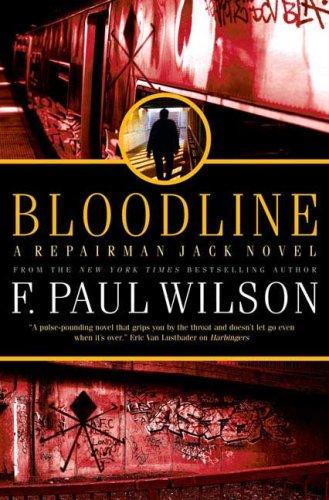 BLOODLINE
A REPAIRMAN JACK NOVEL
FROM THE NEW YORK TIMES BESTSELLING AUTHOR
F. PAUL WILSON
"A pulse-pounding novel that grips you by the throat and doesn't let go even
when it's over." Eric Van Lustbader on Harbingers